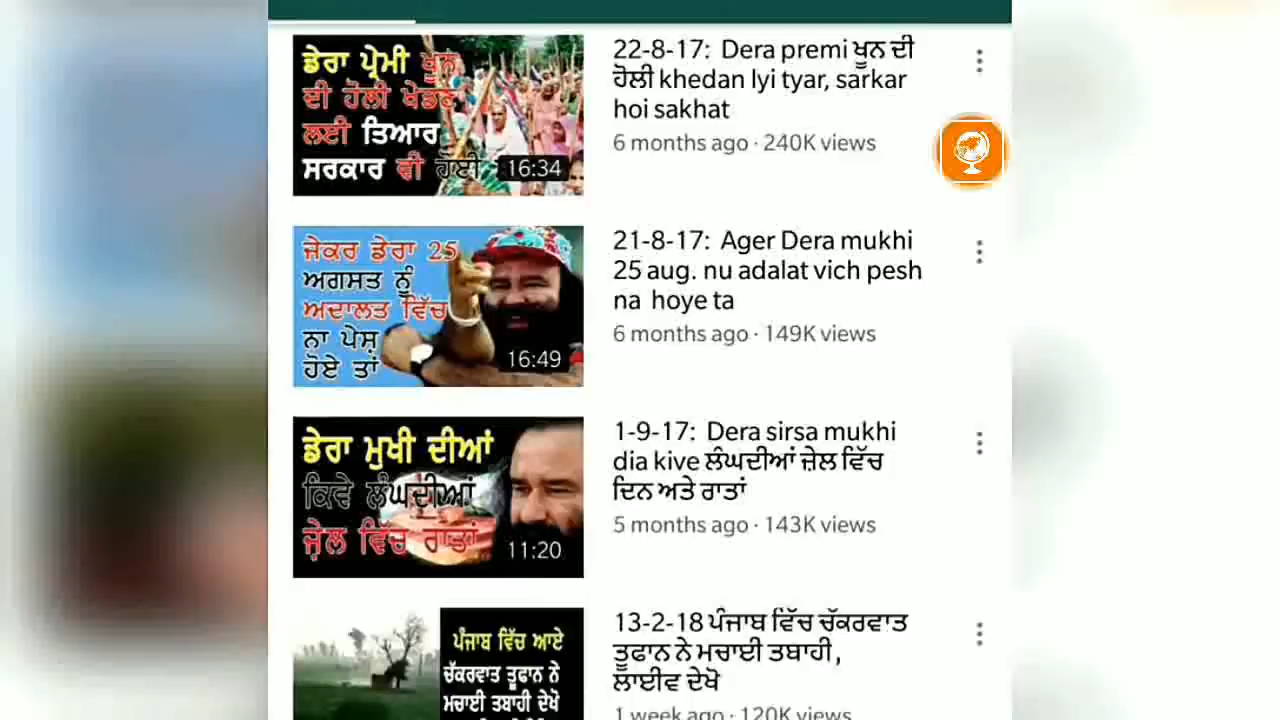 ਡੇਰਾ ਪ੍ਰੇਮੀ ਖੂਨ
ਦੀ ਹੋਲੀ ਖੇਡਣ
ਲਈ ਤਿਆਰ
ਸਰਕਾਰ ਵੀ ਹੋਈ
16:34
22-8-17: Dera premi ਖੂਨ ਦੀ
ਹੋਲੀ khedan lyi tyar, sarkar
hoi sakhat
6 months ago · 240K views
ਜੇਕਰ ਡੇਰਾ 25
ਅਗਸਤ ਨੂੰ
ਅਦਾਲਤ ਵਿੱਚ
ਨਾ ਪੇਸ਼
ਹੋਏ ਤਾਂ
16:49
21-8-17: Ager Dera mukhi
25 aug. nu adalat vich pesh
na hoye ta
6 months ago · 149K views
ਡੇਰਾ ਮੁਖੀ ਦੀਆਂ
ਕਿਵੇ ਲੰਘਦੀਆਂ
ਜ਼ੇਲ ਵਿੱਚ ਰਾਤਾਂ
11:20
1-9-17: Dera sirsa mukhi
dia kive ਲੰਘਦੀਆਂ ਜ਼ੇਲ ਵਿੱਚ
ਦਿਨ ਅਤੇ ਰਾਤਾਂ
5 months ago · 143K views
ਪੰਜਾਬ ਵਿੱਚ ਆਏ
ਚੱਕਰਵਾਤ ਤੂਫਾਨ ਨੇ
ਮਚਾਈ ਤਬਾਹੀ ਦੇਖੋ
13-2-18 ਪੰਜਾਬ ਵਿੱਚ ਚੱਕਰਵਾਤ
ਤੂਫਾਨ ਨੇ ਮਚਾਈ ਤਬਾਹੀ,
ਲਾਈਵ ਦੇਖੋ
1 week ago · 120K views